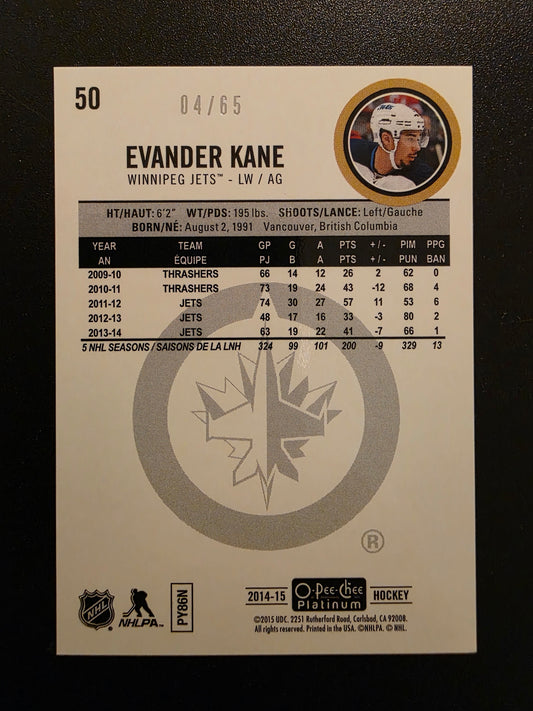 50
04/65
EVANDER KANE
WINNIPEG JETS™ - LW / AG
HT/HAUT: 6'2" WT/PDS: 195 lbs. SHOOTS/LANCE: Left/Gauche
BORN/NÉ: August 2, 1991 Vancouver, British Columbia
YEAR TEAM GP G A PTS +/- PIM PPG
AN ÉQUIPE PJ B A PTS +/- PUN BAN
2009-10 THRASHERS 66 14 12 26 2 62 0
2010-11 THRASHERS 73 19 24 43 -12 68 4
2011-12 JETS 74 30 27 57 11 53 6
2012-13 JETS 48 17 16 33 -3 80 2
2013-14 JETS 63 19 22 41 -7 66 1
5 NHL SEASONS / SAISONS DE LA LNH 324 99 101 200 -9 329 13
®
NHL
NHLPA™
PY86N
2014-15 O-Pee-Chee Platinum HOCKEY
©2015 UDC. 2251 Rutherford Road, Carlsbad, CA 92008.
All rights reserved. Printed in the USA. ©NHLPA. © NHL.